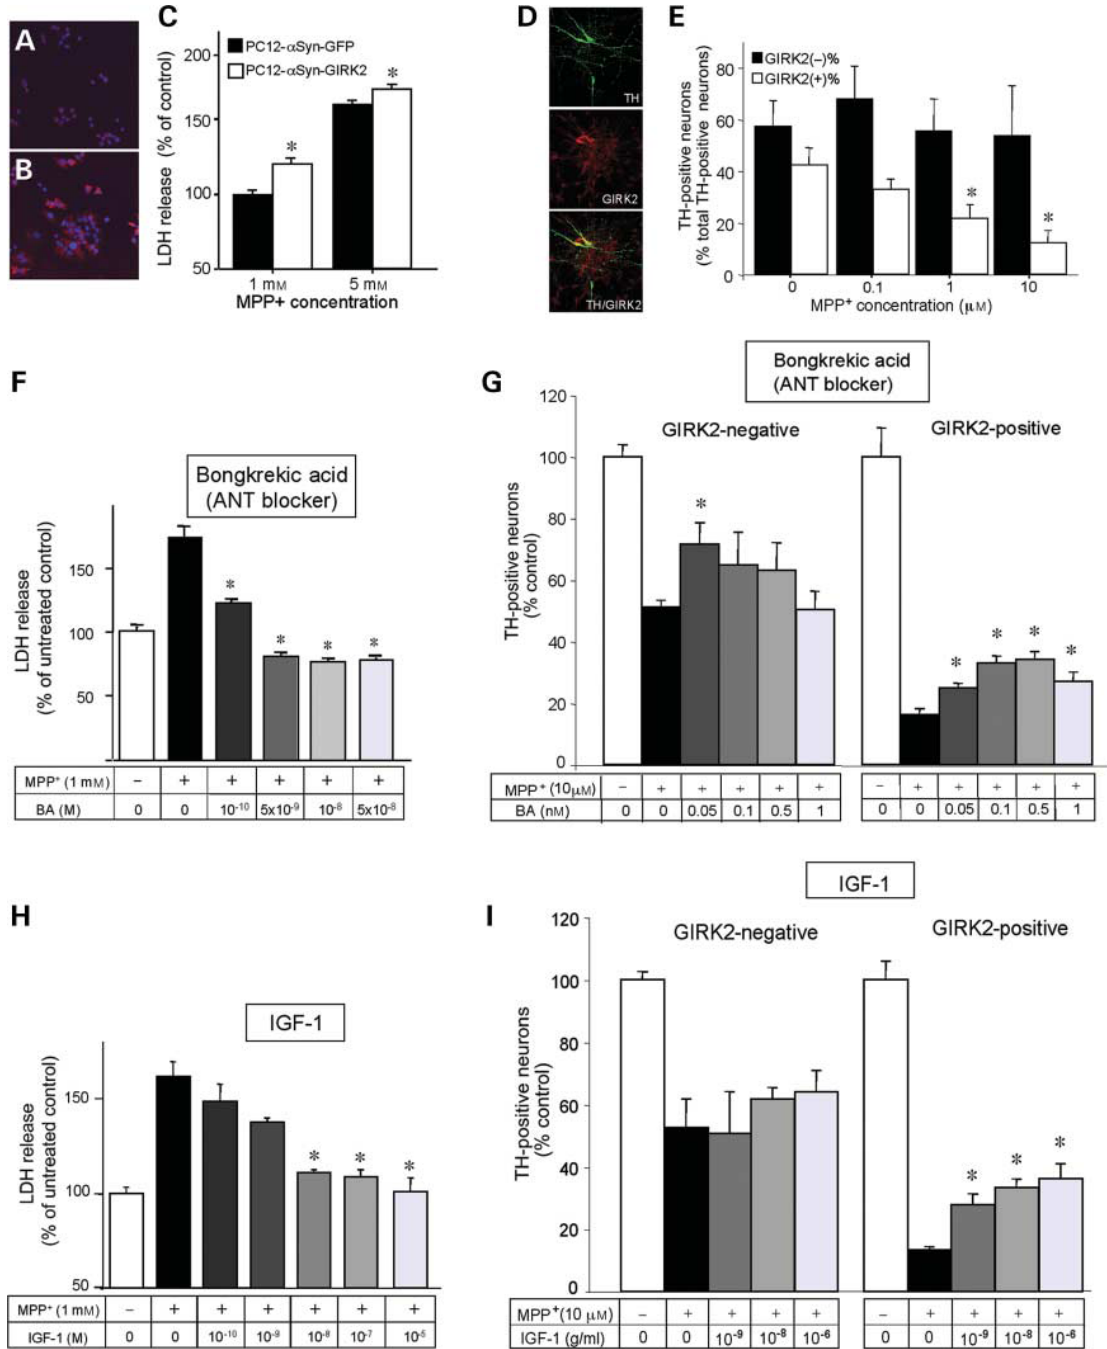 A
B
C
LDH release (% of control)
200
150
100
50
PC12-αSyn-GFP
PC12-αSyn-GIRK2
*
*
1 mM
5 mM
MPP+ concentration
D
TH
GIRK2
TH/GIRK2
E
TH-positive neurons
(% total TH-positive neurons)
80
60
40
20
0
GIRK2(–)%
GIRK2(+)%
*
*
0
0.1
1
10
MPP⁺ concentration (μM)
F
Bongkrekic acid
(ANT blocker)
LDH release
(% of untreated control)
150
100
50
* * * *
MPP⁺ (1 mM) – + + + + +
BA (M) 0 0 10⁻¹⁰ 5x10⁻⁹ 10⁻⁸ 5x10⁻⁸
G
Bongkrekic acid
(ANT blocker)
TH-positive neurons
(% control)
120
100
80
60
40
20
0
GIRK2-negative
GIRK2-positive
*
* * * *
MPP⁺ (10μM) – + + + + + – + + + + +
BA (nM) 0 0 0.05 0.1 0.5 1 0 0 0.05 0.1 0.5 1
H
IGF-1
LDH release
(% of untreated control)
150
100
50
* * *
MPP⁺ (1 mM) – + + + + + +
IGF-1 (M) 0 0 10⁻¹⁰ 10⁻⁹ 10⁻⁸ 10⁻⁷ 10⁻⁵
I
IGF-1
TH-positive neurons
(% control)
120
100
80
60
40
20
0
GIRK2-negative
GIRK2-positive
* * *
MPP⁺(10 μM) – + + + + – + + + +
IGF-1 (g/ml) 0 0 10⁻⁹ 10⁻⁸ 10⁻⁶ 0 0 10⁻⁹ 10⁻⁸ 10⁻⁶